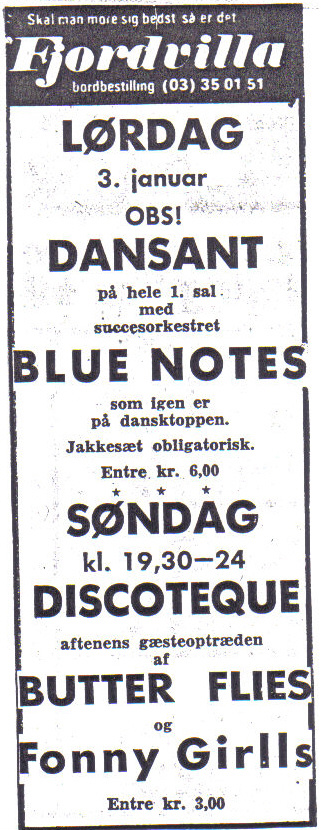 Skal man more sig bedst så er det
Fjordvilla
bordbestilling (03) 35 01 51
LØRDAG
3. januar
OBS!
DANSANT
på hele 1. sal
med
succesorkestret
BLUE NOTES
som igen er
på dansktoppen.
Jakkesæt obligatorisk.
Entre kr. 6,00
★ ★ ★
SØNDAG
kl. 19,30—24
DISCOTEQUE
aftenens gæsteoptræden
af
BUTTER FLIES
og
Fonny Girlls
Entre kr. 3,00